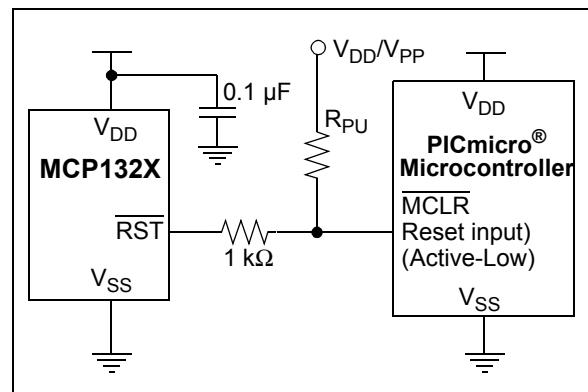 V_DD/V_PP
0.1 µF
V_DD
MCP132X
RST
V_SS
1 kΩ
R_PU
V_DD
PICmicro®
Microcontroller
MCLR
Reset input)
(Active-Low)
V_SS